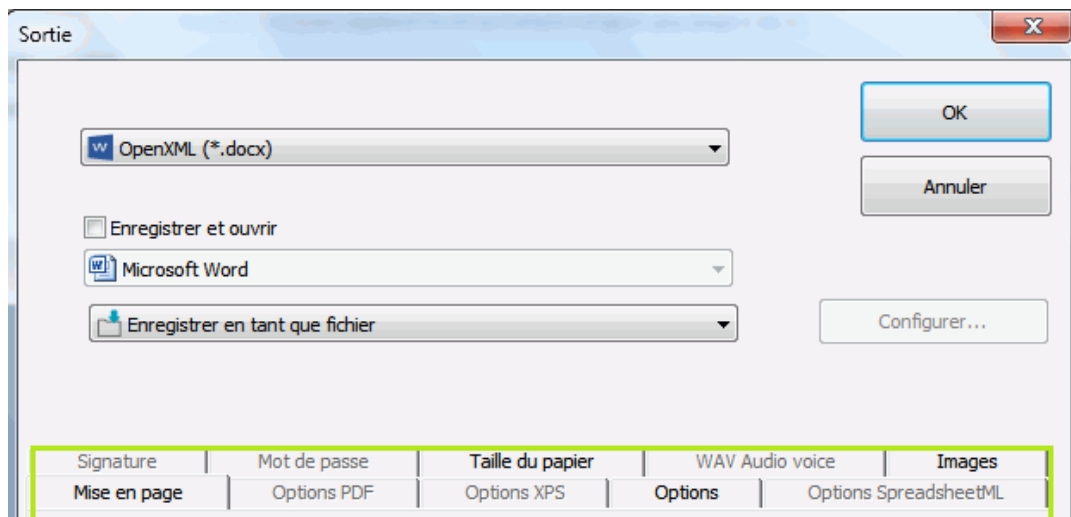 Sortie
OK
OpenXML (*.docx)
Annuler
Enregistrer et ouvrir
Microsoft Word
Enregistrer en tant que fichier
Configurer...
Signature Mot de passe Taille du papier WAV Audio voice Images
Mise en page Options PDF Options XPS Options Options SpreadsheetML